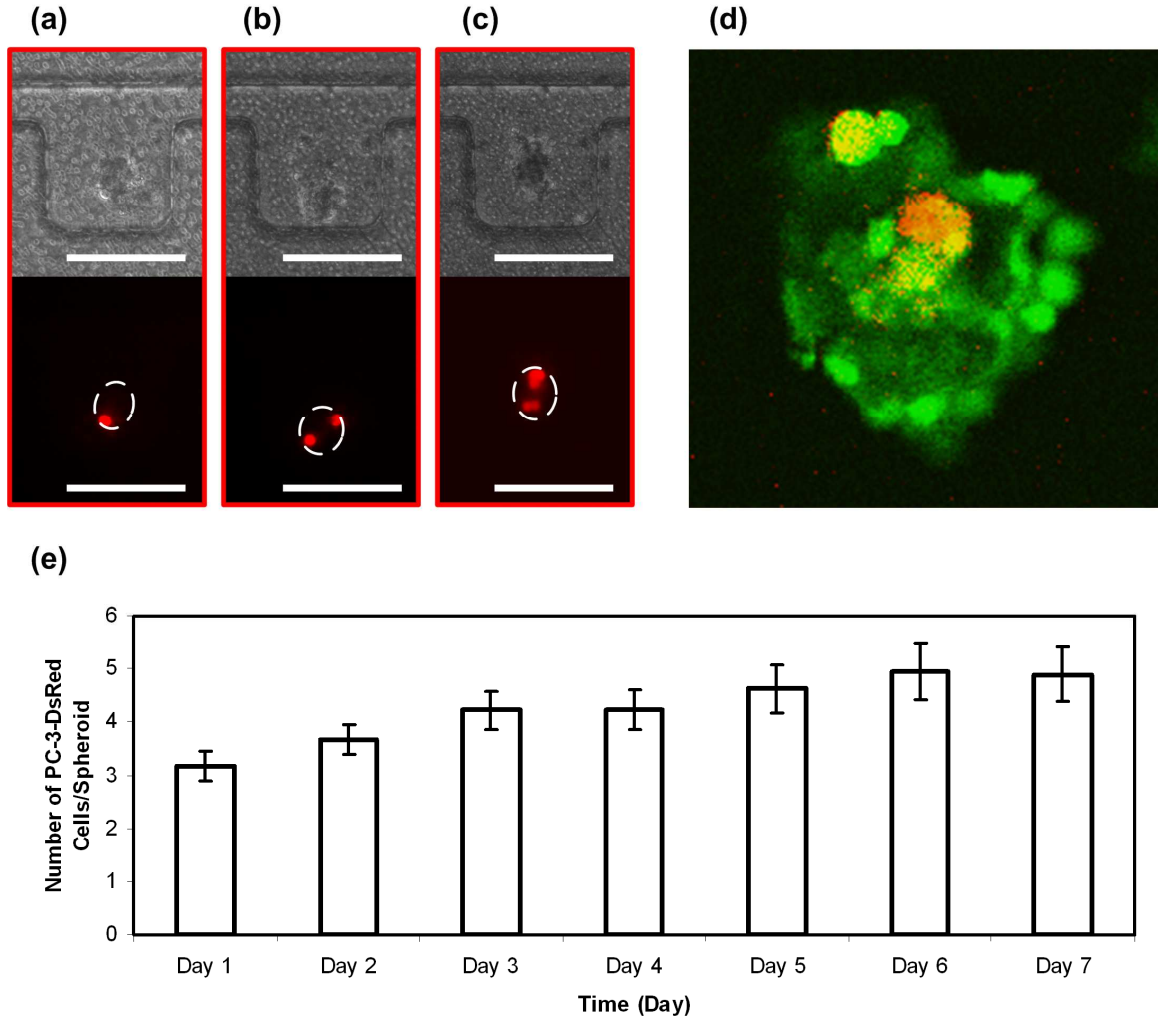 (a)
(b)
(c)
(d)
(e)
Number of PC-3-DsRed
Cells/Spheroid
6
5
4
3
2
1
0
Day 1
Day 2
Day 3
Day 4
Day 5
Day 6
Day 7
Time (Day)